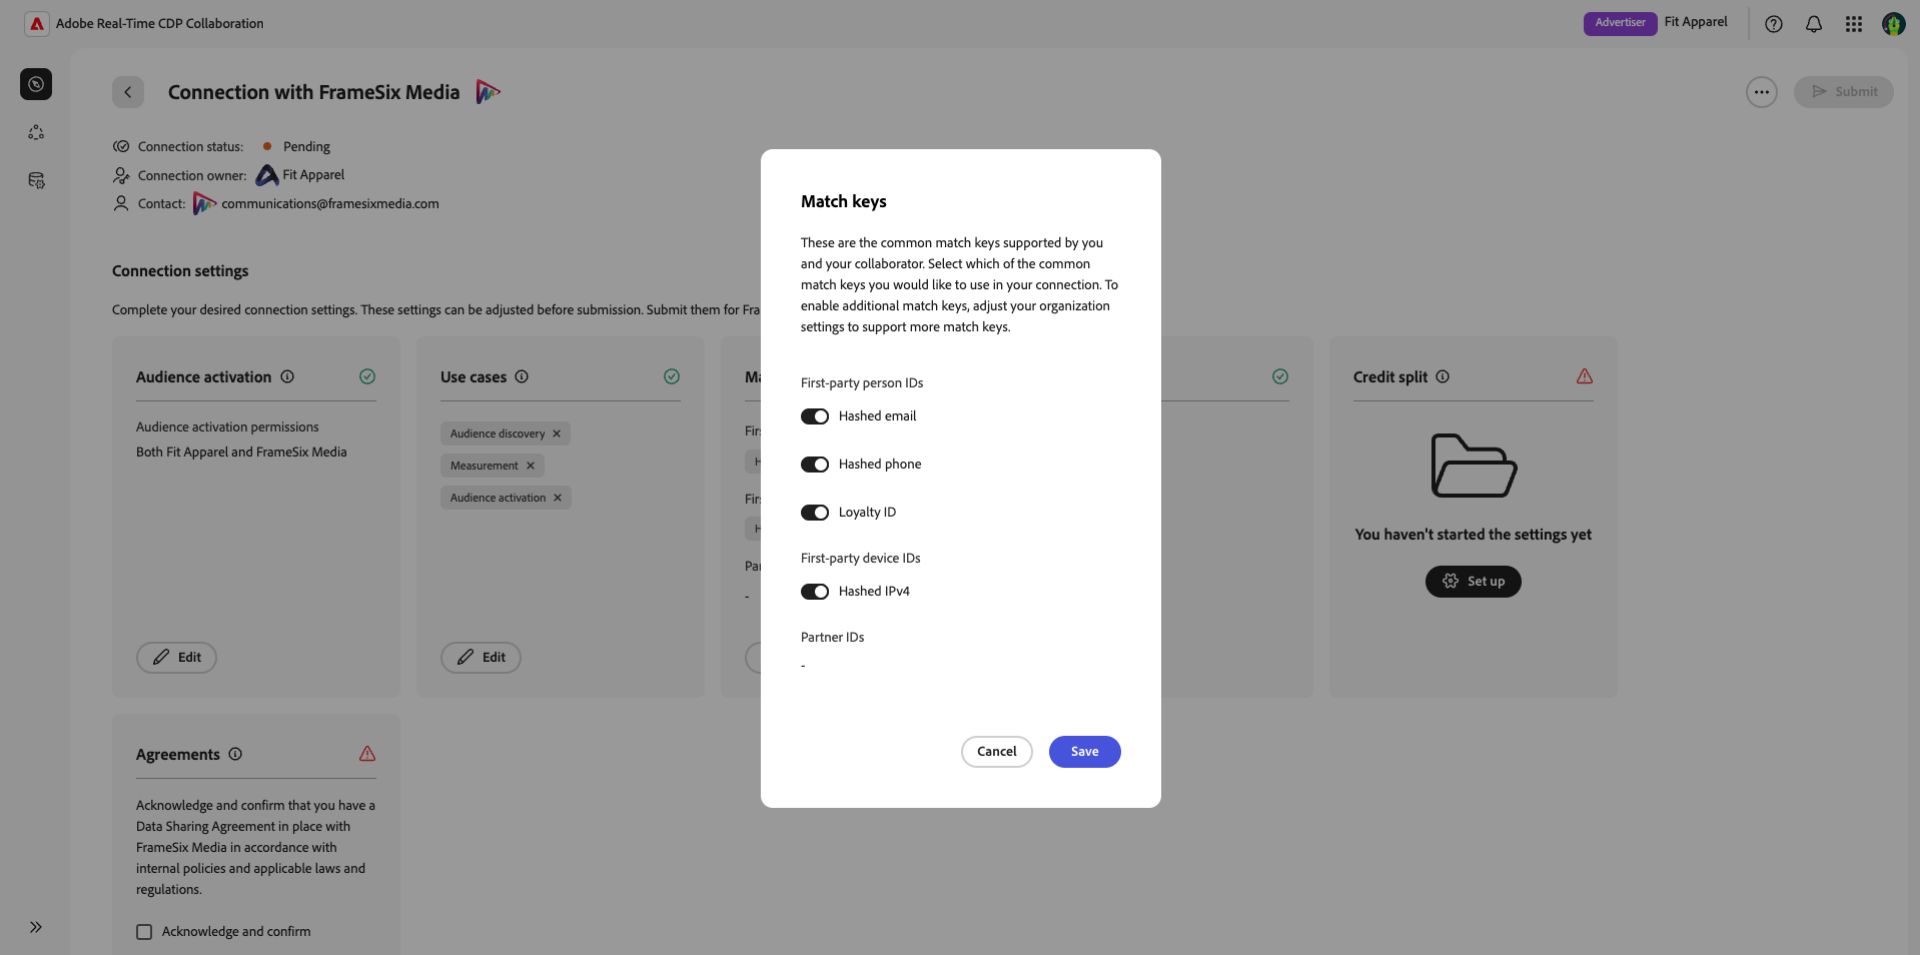 Adobe Real-Time CDP Collaboration
Advertiser
Fit Apparel
Connection with FrameSix Media
Submit
Connection status: Pending
Connection owner: Fit Apparel
Contact: communications@framesixmedia.com
Connection settings
Complete your desired connection settings. These settings can be adjusted before submission. Submit them for Fra
Audience activation
Audience activation permissions
Both Fit Apparel and FrameSix Media
Edit
Use cases
Audience discovery
Measurement
Audience activation
Edit
Ma
Firs
H
Firs
H
Par
-
Match keys
These are the common match keys supported by you
and your collaborator. Select which of the common
match keys you would like to use in your connection. To
enable additional match keys, adjust your organization
settings to support more match keys.
First-party person IDs
Hashed email
Hashed phone
Loyalty ID
First-party device IDs
Hashed IPv4
Partner IDs
-
Cancel
Save
Credit split
You haven't started the settings yet
Set up
Agreements
Acknowledge and confirm that you have a
Data Sharing Agreement in place with
FrameSix Media in accordance with
internal policies and applicable laws and
regulations.
Acknowledge and confirm